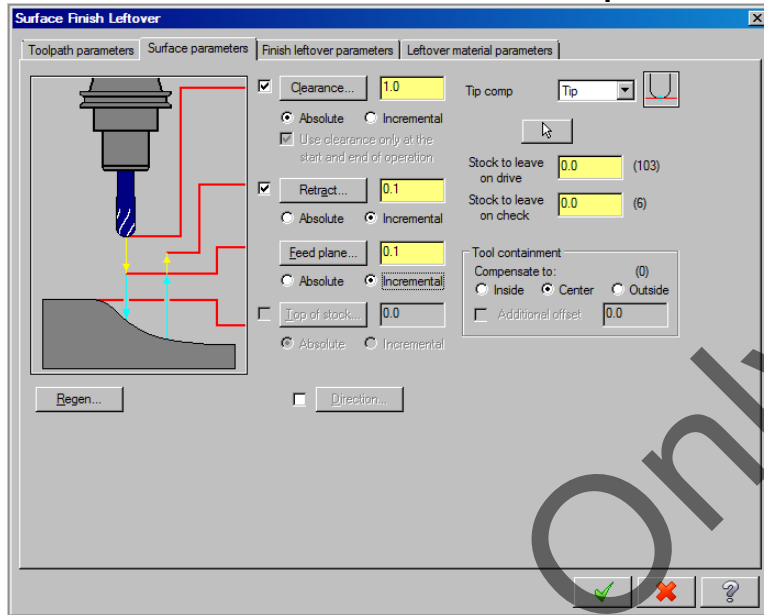 Surface Finish Leftover
Toolpath parameters Surface parameters Finish leftover parameters Leftover material parameters
Clearance... 1.0
Absolute Incremental
Use clearance only at the
start and end of operation
Retract... 0.1
Absolute Incremental
Feed plane... 0.1
Absolute Incremental
Top of stock... 0.0
Absolute Incremental
Tip comp Tip
Stock to leave
on drive 0.0 (103)
Stock to leave
on check 0.0 (6)
Tool containment
Compensate to: (0)
Inside Center Outside
Additional offset 0.0
Regen... Direction...
Onl